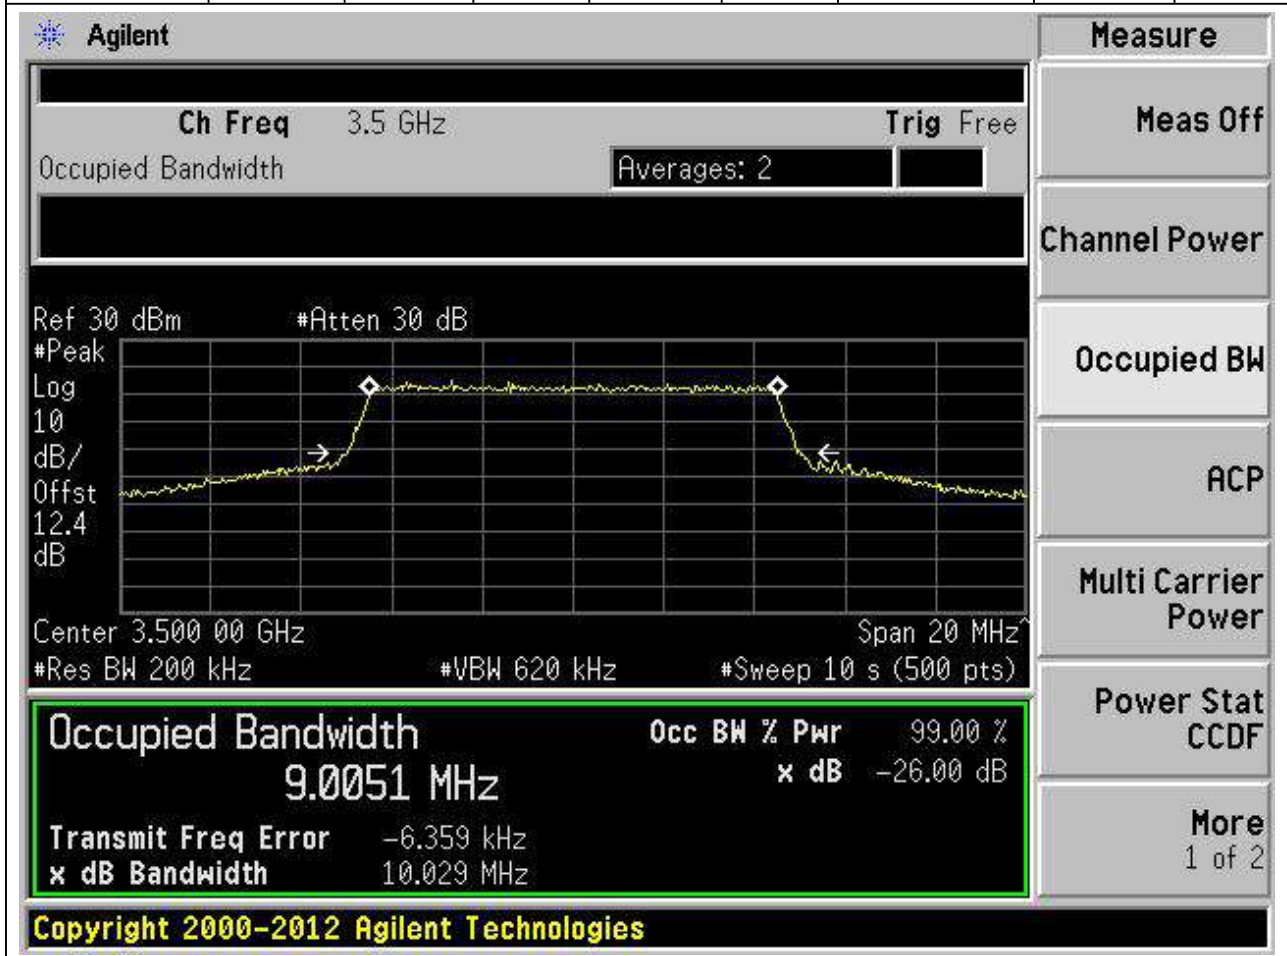 Agilent
Measure
Ch Freq 3.5 GHz Trig Free
Occupied Bandwidth Averages: 2
Meas Off
Channel Power
Occupied BW
ACP
Multi Carrier
Power
Power Stat
CCDF
More
1 of 2
Ref 30 dBm #Atten 30 dB
#Peak
Log
10
dB/
Offst
12.4
dB
Center 3.500 00 GHz Span 20 MHz^
#Res BW 200 kHz #VBW 620 kHz #Sweep 10 s (500 pts)
Occupied Bandwidth
9.0051 MHz
Occ BW % Pwr 99.00 %
x dB -26.00 dB
Transmit Freq Error -6.359 kHz
x dB Bandwidth 10.029 MHz
Copyright 2000-2012 Agilent Technologies